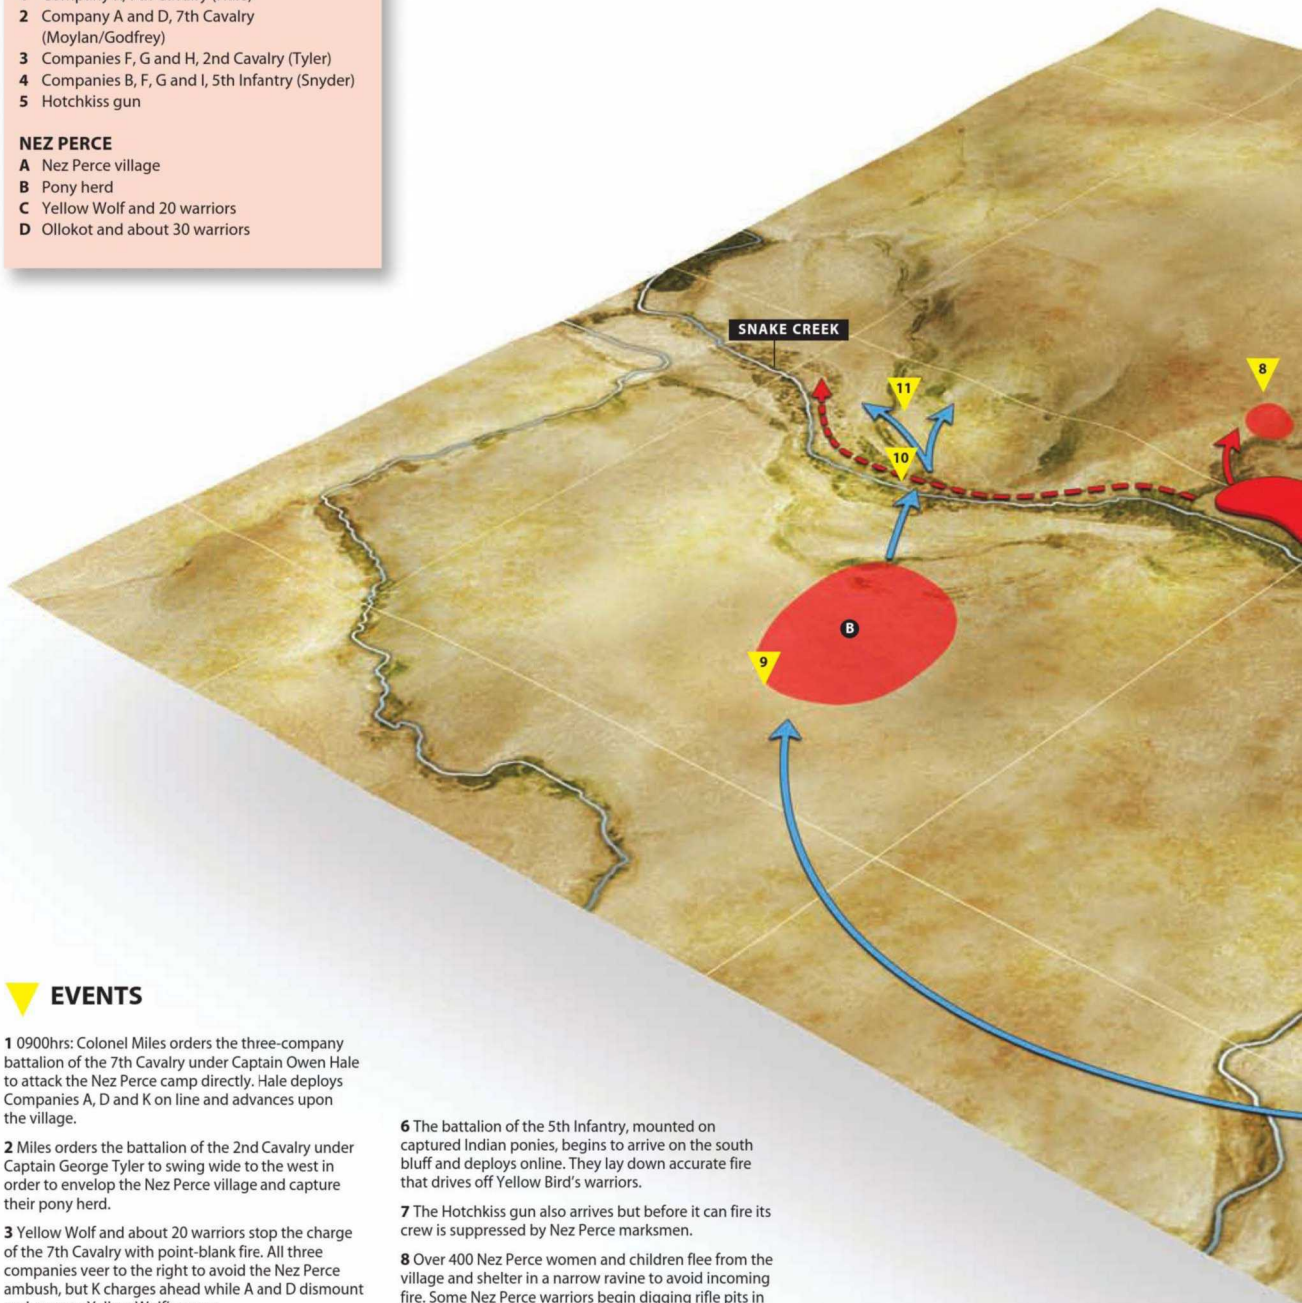 2 Company A and D, 7th Cavalry
(Moylan/Godfrey)
3 Companies F, G and H, 2nd Cavalry (Tyler)
4 Companies B, F, G and I, 5th Infantry (Snyder)
5 Hotchkiss gun
NEZ PERCE
A Nez Perce village
B Pony herd
C Yellow Wolf and 20 warriors
D Ollokot and about 30 warriors
SNAKE CREEK
8
11
10
B
9
EVENTS
1 0900hrs: Colonel Miles orders the three-company
battalion of the 7th Cavalry under Captain Owen Hale
to attack the Nez Perce camp directly. Hale deploys
Companies A, D and K on line and advances upon
the village.
2 Miles orders the battalion of the 2nd Cavalry under
Captain George Tyler to swing wide to the west in
order to envelop the Nez Perce village and capture
their pony herd.
3 Yellow Wolf and about 20 warriors stop the charge
of the 7th Cavalry with point-blank fire. All three
companies veer to the right to avoid the Nez Perce
ambush, but K charges ahead while A and D dismount
6 The battalion of the 5th Infantry, mounted on
captured Indian ponies, begins to arrive on the south
bluff and deploys online. They lay down accurate fire
that drives off Yellow Bird's warriors.
7 The Hotchkiss gun also arrives but before it can fire its
crew is suppressed by Nez Perce marksmen.
8 Over 400 Nez Perce women and children flee from the
village and shelter in a narrow ravine to avoid incoming
fire. Some Nez Perce warriors begin digging rifle pits in